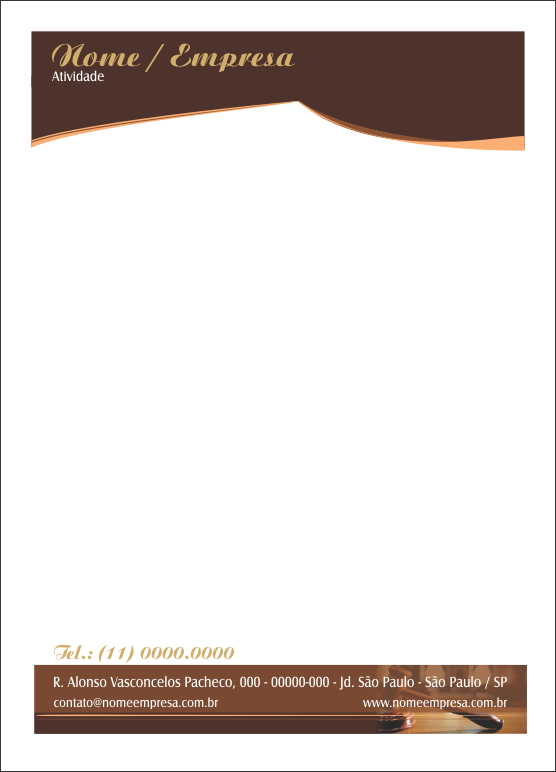 Nome / Empresa
Atividade
Tel.: (11) 0000.0000
R. Alonso Vasconcelos Pacheco, 000 - 00000-000 - Jd. São Paulo - São Paulo / SP
contato@nomeempresa.com.br www.nomeempresa.com.br